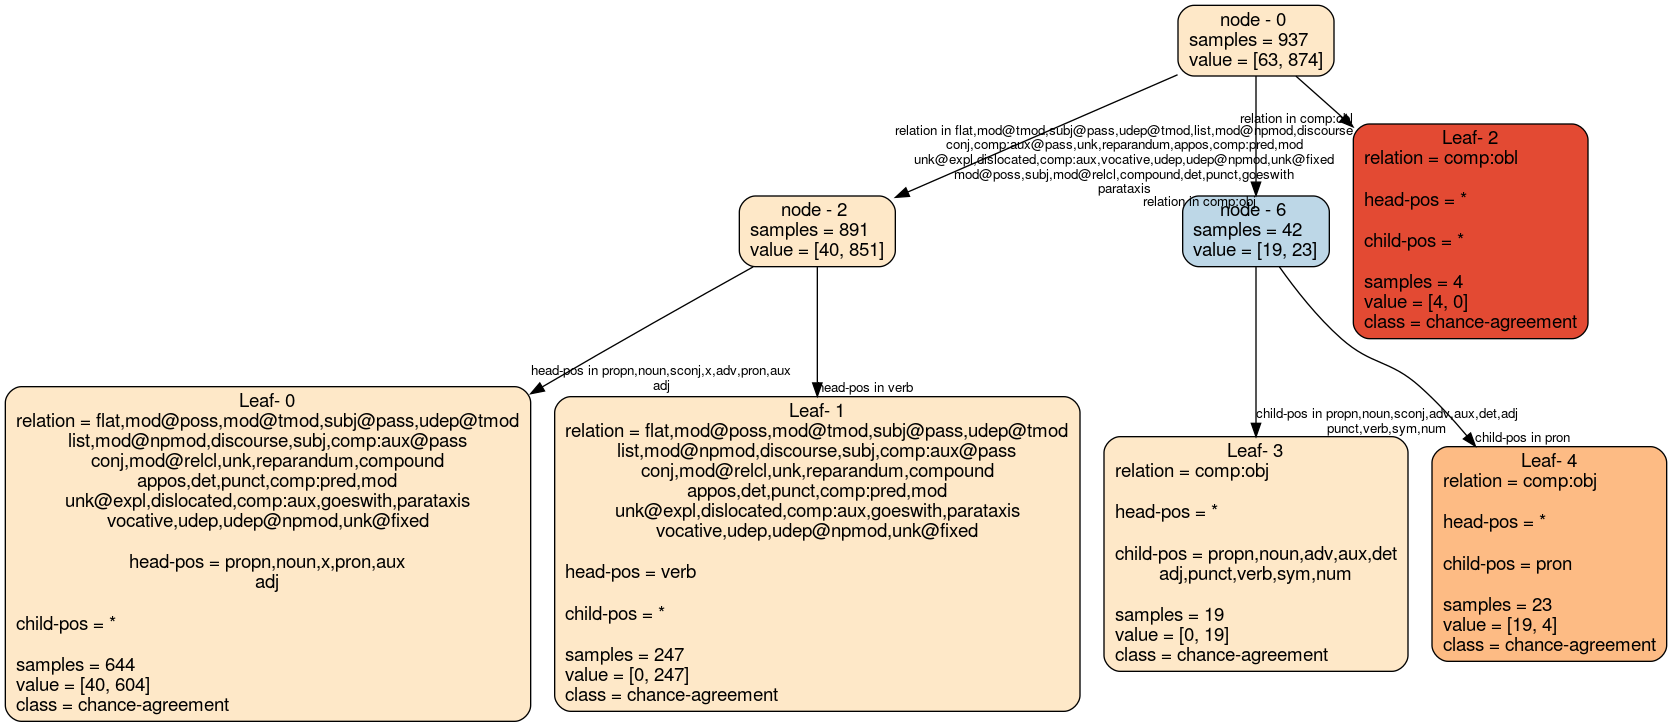 node - 0
samples = 937
value = [63, 874]
relation in comp:obl
relation in flat,mod@tmod,subj@pass,udep@tmod,list,mod@npmod,discourse
conj,comp:aux@pass,unk,reparandum,appos,comp:pred,mod
unk@expl,dislocated,comp:aux,vocative,udep,udep@npmod,unk@fixed
mod@poss,subj,mod@relcl,compound,det,punct,goeswith
parataxis
relation in comp:obj
Leaf- 2
relation = comp:obl
head-pos = *
child-pos = *
samples = 4
value = [4, 0]
class = chance-agreement
node - 2
samples = 891
value = [40, 851]
node - 6
samples = 42
value = [19, 23]
head-pos in propn,noun,sconj,x,adv,pron,aux
adj
head-pos in verb
child-pos in propn,noun,sconj,adv,aux,det,adj
punct,verb,sym,num
child-pos in pron
Leaf- 0
relation = flat,mod@poss,mod@tmod,subj@pass,udep@tmod
list,mod@npmod,discourse,subj,comp:aux@pass
conj,mod@relcl,unk,reparandum,compound
appos,det,punct,comp:pred,mod
unk@expl,dislocated,comp:aux,goeswith,parataxis
vocative,udep,udep@npmod,unk@fixed
head-pos = propn,noun,x,pron,aux
adj
child-pos = *
samples = 644
value = [40, 604]
class = chance-agreement
Leaf- 1
relation = flat,mod@poss,mod@tmod,subj@pass,udep@tmod
list,mod@npmod,discourse,subj,comp:aux@pass
conj,mod@relcl,unk,reparandum,compound
appos,det,punct,comp:pred,mod
unk@expl,dislocated,comp:aux,goeswith,parataxis
vocative,udep,udep@npmod,unk@fixed
head-pos = verb
child-pos = *
samples = 247
value = [0, 247]
class = chance-agreement
Leaf- 3
relation = comp:obj
head-pos = *
child-pos = propn,noun,adv,aux,det
adj,punct,verb,sym,num
samples = 19
value = [0, 19]
class = chance-agreement
Leaf- 4
relation = comp:obj
head-pos = *
child-pos = pron
samples = 23
value = [19, 4]
class = chance-agreement